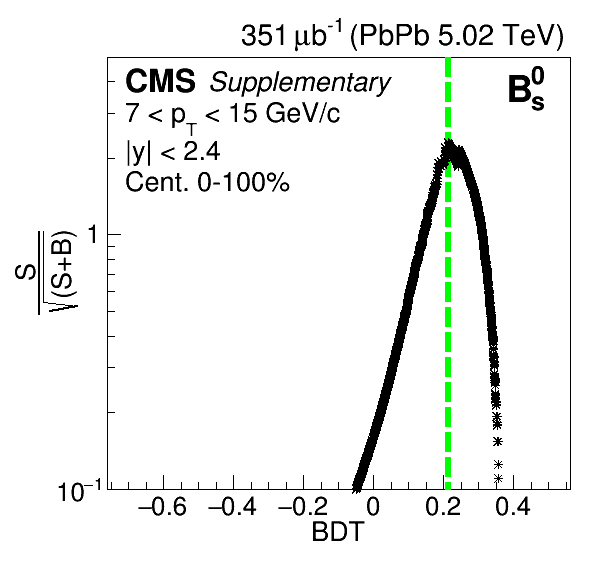 351 μb⁻¹ (PbPb 5.02 TeV)
CMS Supplementary
B⁰ₛ
7 < p_T < 15 GeV/c
|y| < 2.4
Cent. 0-100%
S
√(S+B)
1
10⁻¹
−0.6 −0.4 −0.2 0 0.2 0.4
BDT